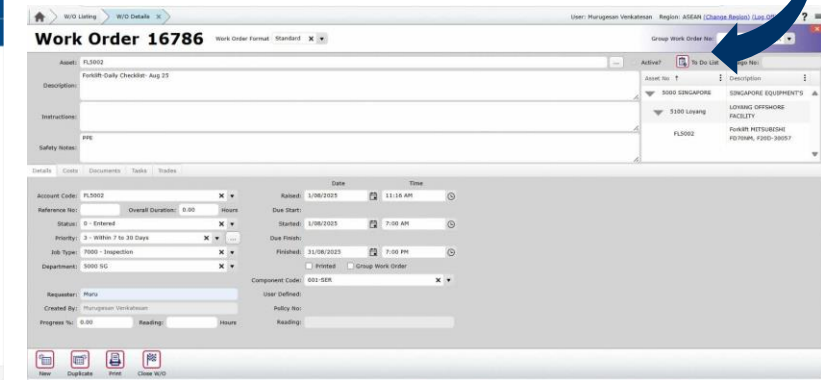 W/O Listing W/O Details X
User: Murugesan Venkatesan Region: ASEAN (Change Region) (Log Off) ?
Work Order 16786 Work Order Format Standard X
Group Work Order No:
Asset: FL5002 ...
Active? To Do List No:
Description: Forklift-Daily Checklist- Aug 25
Asset No ↑ Description
5000 SINGAPORE SINGAPORE EQUIPMENT'S
Instructions:
5100 Loyang LOYANG OFFSHORE FACILITY
Safety Notes: PPE
FL5002 Forklift MITSUBISHI FD70NM, F20D-30057
Details Costs Documents Tasks Trades
Date Time
Account Code: FL5002 X Raised: 1/08/2025 11:16 AM
Reference No: Overall Duration: 0.00 Hours Due Start:
Status: 0 - Entered X Started: 1/08/2025 7:00 AM
Priority: 3 - Within 7 to 30 Days X ... Due Finish:
Job Type: 7000 - Inspection X Finished: 31/08/2025 7:00 PM
Department: 5000 SG X Printed Group Work Order
Component Code: 001-SER X
Requester: Muru User Defined:
Created By: Murugesan Venkatesan Policy No:
Progress %: 0.00 Reading: Hours Reading:
New Duplicate Print Close W/O